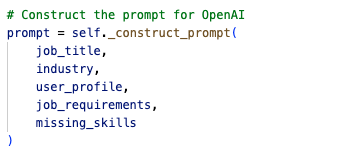 # Construct the prompt for OpenAI
prompt = self._construct_prompt(
    job_title,
    industry,
    user_profile,
    job_requirements,
    missing_skills
)